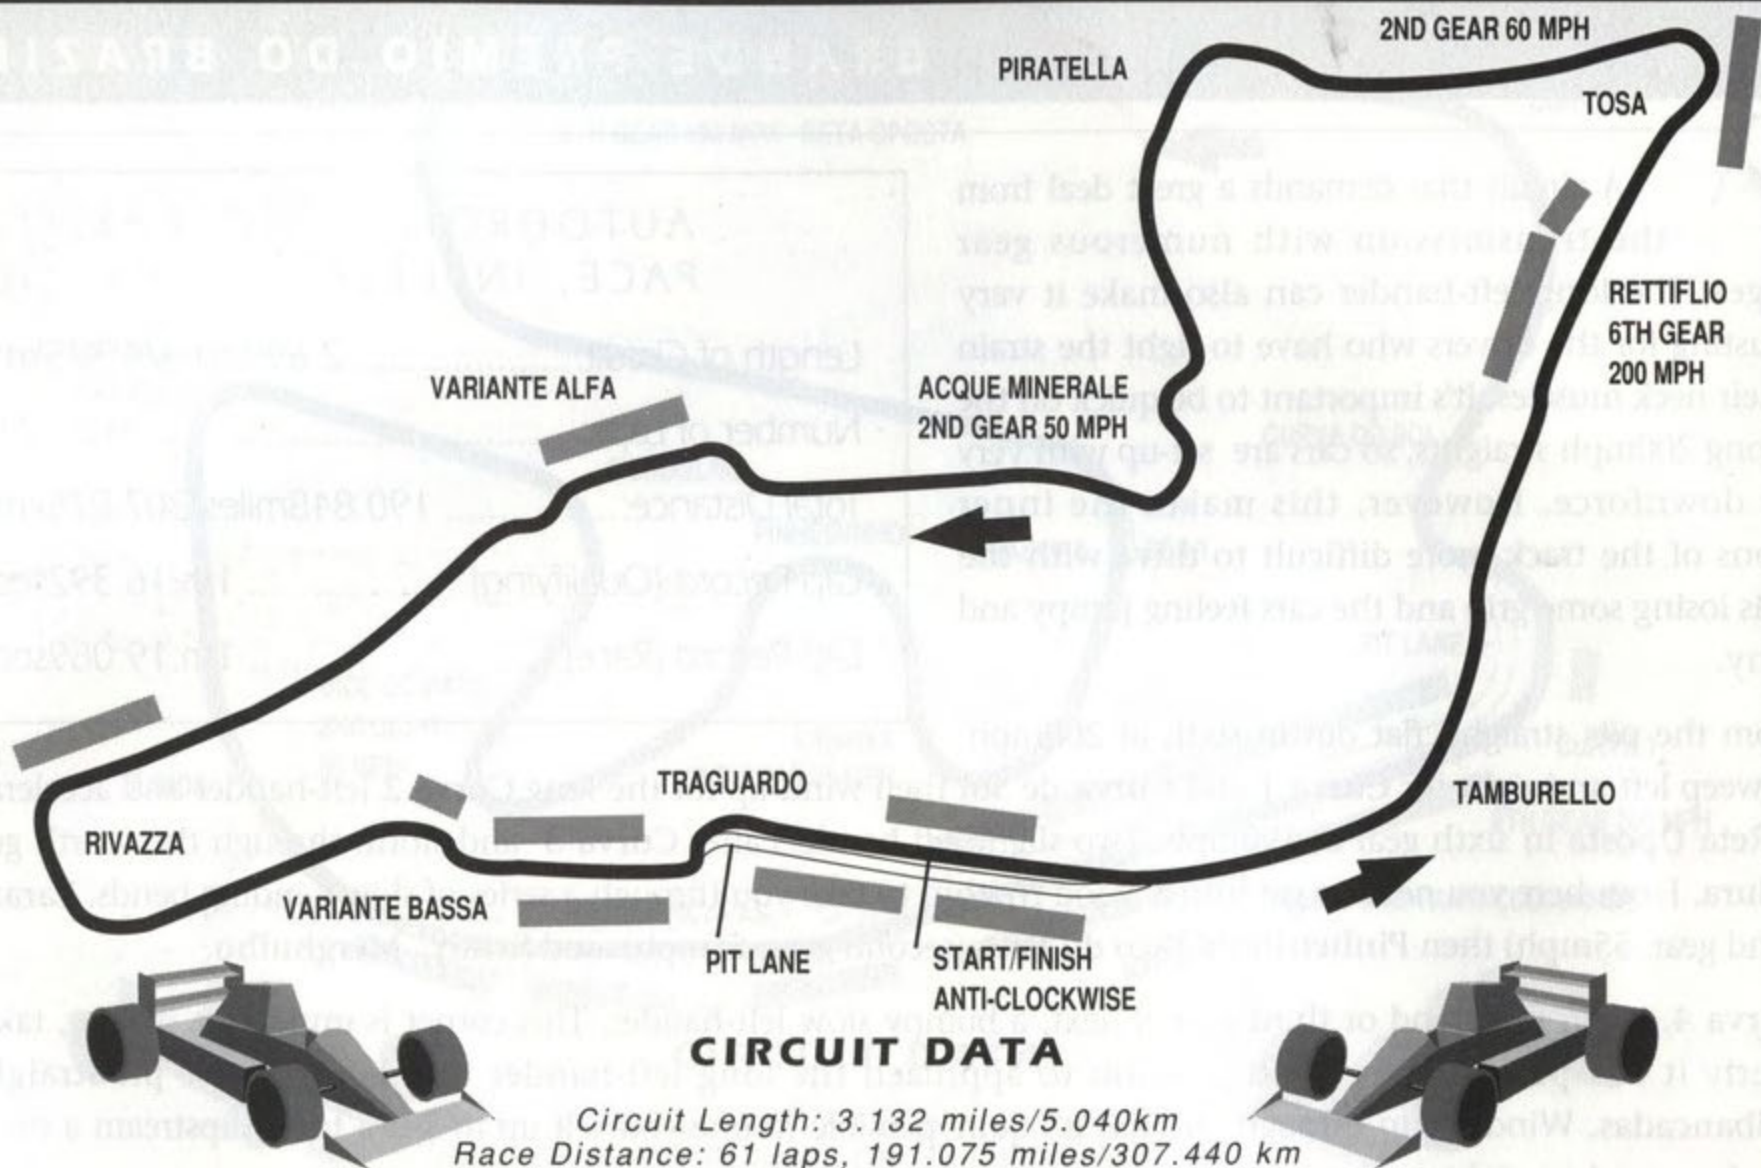 2ND GEAR 60 MPH
PIRATELLA
TOSA
RETTIFLIO
6TH GEAR
200 MPH
VARIANTE ALFA
ACQUE MINERALE
2ND GEAR 50 MPH
TRAGUARDO
TAMBURELLO
RIVAZZA
VARIANTE BASSA
PIT LANE
START/FINISH
ANTI-CLOCKWISE
CIRCUIT DATA
Circuit Length: 3.132 miles/5.040km
Race Distance: 61 laps, 191.075 miles/307.440 km